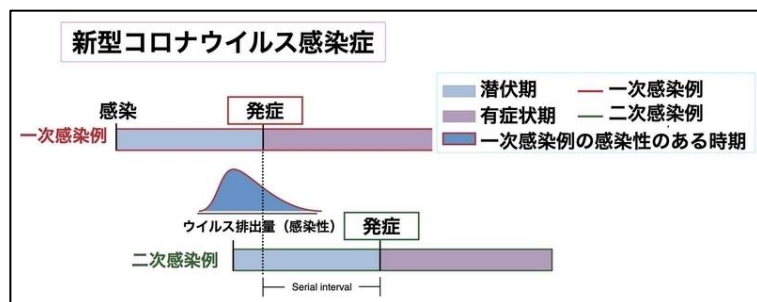 新型コロナウイルス感染症
潜伏期
一次感染例
有症状期
二次感染例
一次感染例の感染性のある時期
感染
発症
一次感染例
ウイルス排出量（感染性）
発症
二次感染例
Serial interval